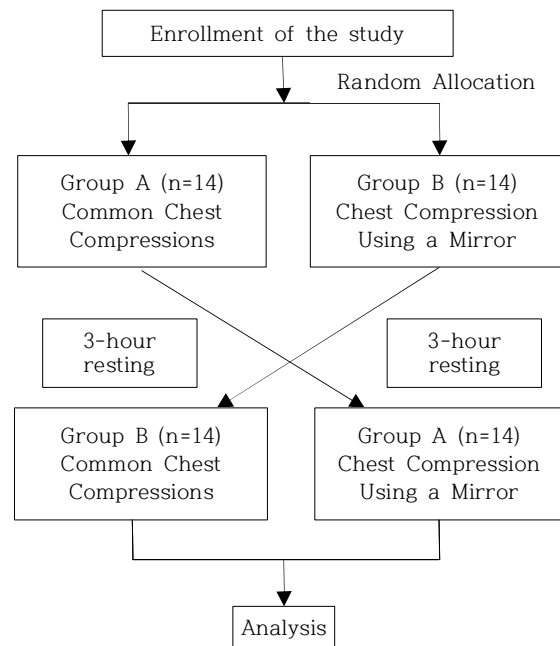 Enrollment of the study
Random Allocation
Group A (n=14)
Common Chest
Compressions
Group B (n=14)
Chest Compression
Using a Mirror
3-hour
resting
3-hour
resting
Group B (n=14)
Common Chest
Compressions
Group A (n=14)
Chest Compression
Using a Mirror
Analysis